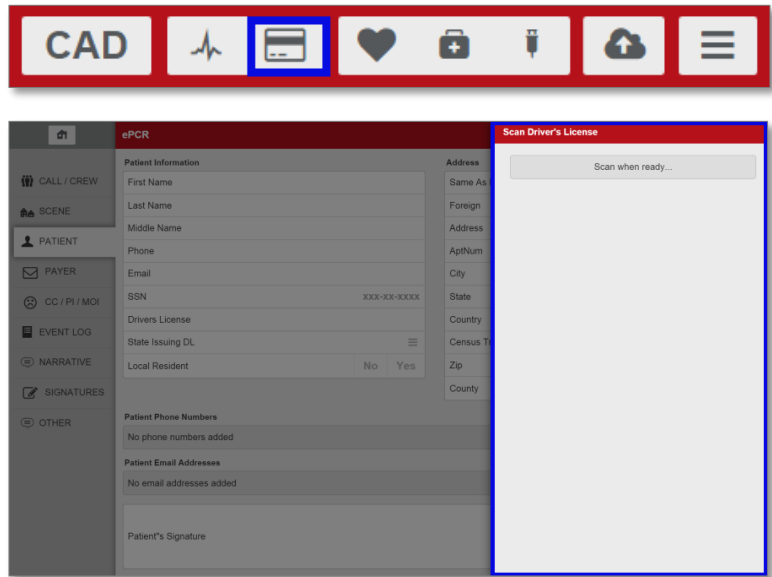 CAD
ePCR
Scan Driver's License
Scan when ready...
CALL / CREW
SCENE
PATIENT
PAYER
CC / PI / MOI
EVENT LOG
NARRATIVE
SIGNATURES
OTHER
Patient Information
First Name
Last Name
Middle Name
Phone
Email
SSN xxx-xx-xxxx
Drivers License
State Issuing DL
Local Resident No Yes
Address
Same As
Foreign
Address
AptNum
City
State
Country
Census
Zip
County
Patient Phone Numbers
No phone numbers added
Patient Email Addresses
No email addresses added
Patient"s Signature